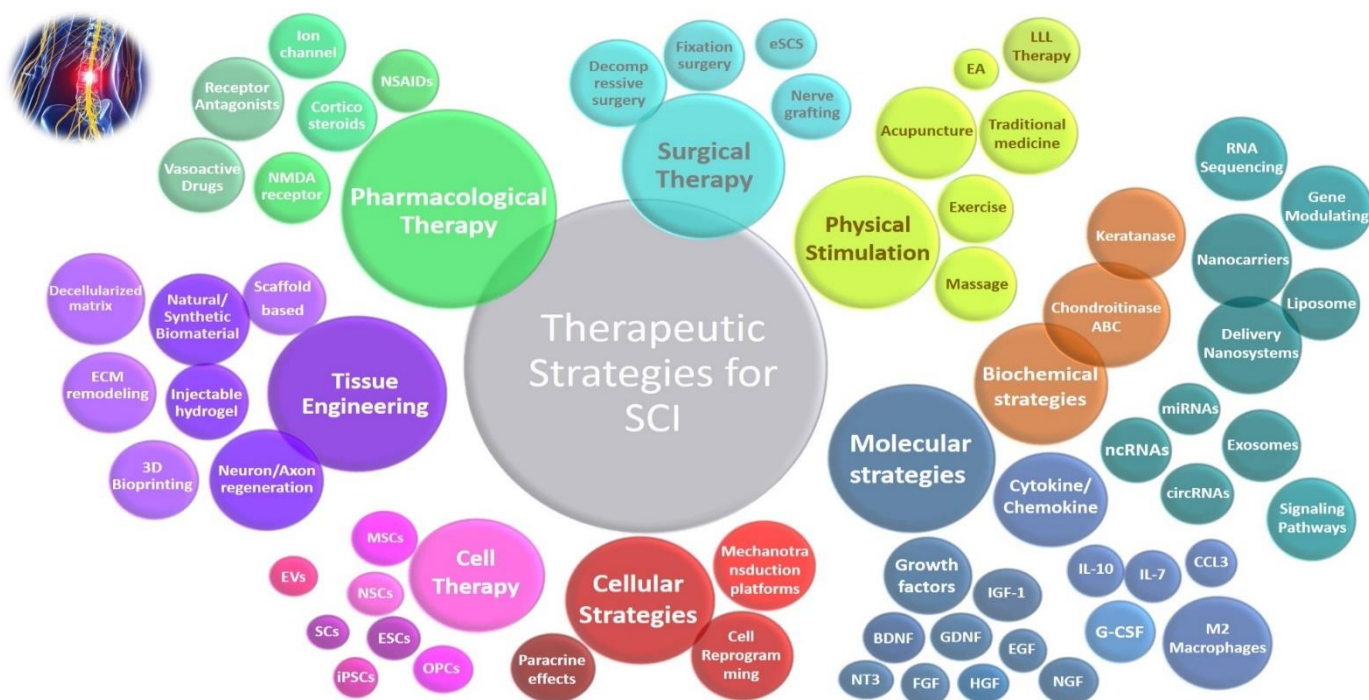 Ion
channel
Receptor
Antagonists
Cortico
steroids
NSAIDs
Vasoactive
Drugs
NMDA
receptor
Pharmacological
Therapy
Decomp
ressive
surgery
Fixation
surgery
eSCS
Nerve
grafting
Surgical
Therapy
EA
LLL
Therapy
Acupuncture
Traditional
medicine
Physical
Stimulation
Exercise
Massage
RNA
Sequencing
Gene
Modulating
Nanocarriers
Liposome
Delivery
Nanosystems
Keratanase
Chondroitinase
ABC
Biochemical
strategies
Therapeutic
Strategies for
SCI
Decellularized
matrix
Natural/
Synthetic
Biomaterial
Scaffold
based
ECM
remodeling
Injectable
hydrogel
Tissue
Engineering
3D
Bioprinting
Neuron/Axon
regeneration
Molecular
strategies
miRNAs
ncRNAs
Exosomes
circRNAs
Signaling
Pathways
Cytokine/
Chemokine
MSCs
EVs
NSCs
SCs
ESCs
iPSCs
OPCs
Cell
Therapy
Cellular
Strategies
Mechanotra
nsduction
platforms
Paracrine
effects
Cell
Reprogram
ming
Growth
factors
IGF-1
BDNF
GDNF
EGF
NT3
FGF
HGF
NGF
IL-10
IL-7
CCL3
G-CSF
M2
Macrophages